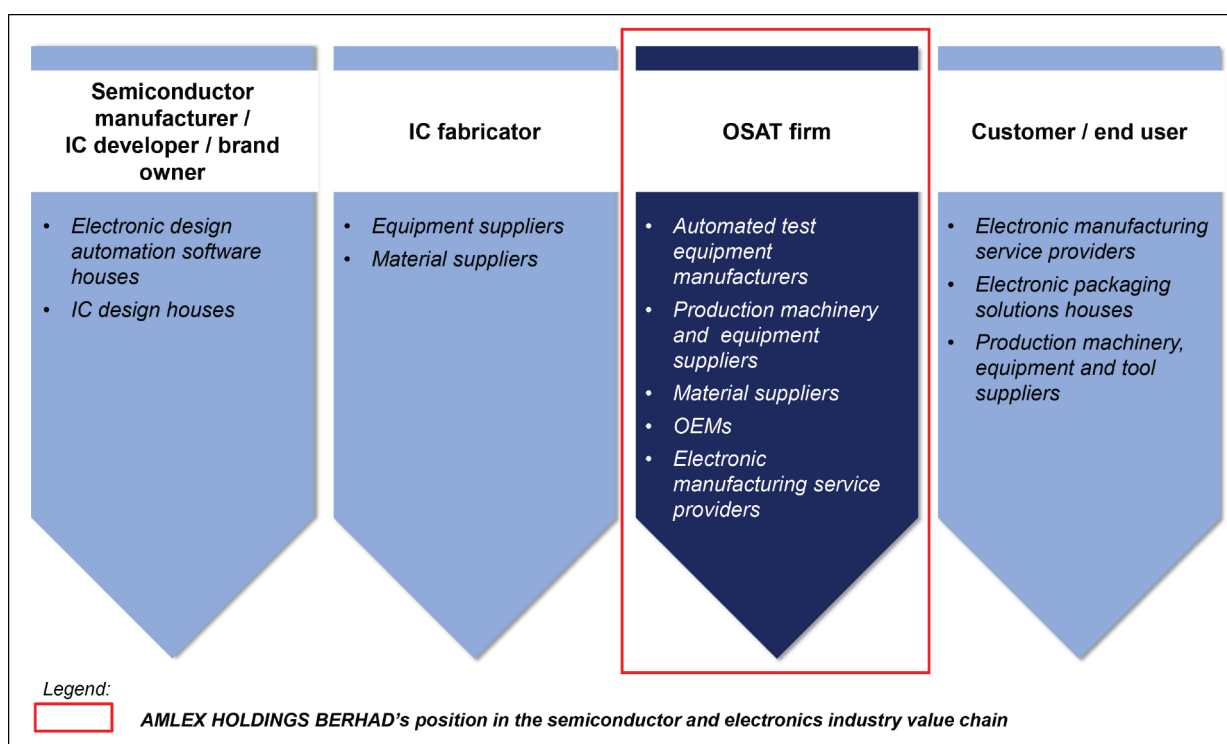 Semiconductor
manufacturer /
IC developer / brand
owner
• Electronic design
automation software
houses
• IC design houses
IC fabricator
• Equipment suppliers
• Material suppliers
OSAT firm
• Automated test
equipment
manufacturers
• Production machinery
and equipment
suppliers
• Material suppliers
• OEMs
• Electronic
manufacturing service
providers
Customer / end user
• Electronic manufacturing
service providers
• Electronic packaging
solutions houses
• Production machinery,
equipment and tool
suppliers
Legend:
AMLEX HOLDINGS BERHAD's position in the semiconductor and electronics industry value chain